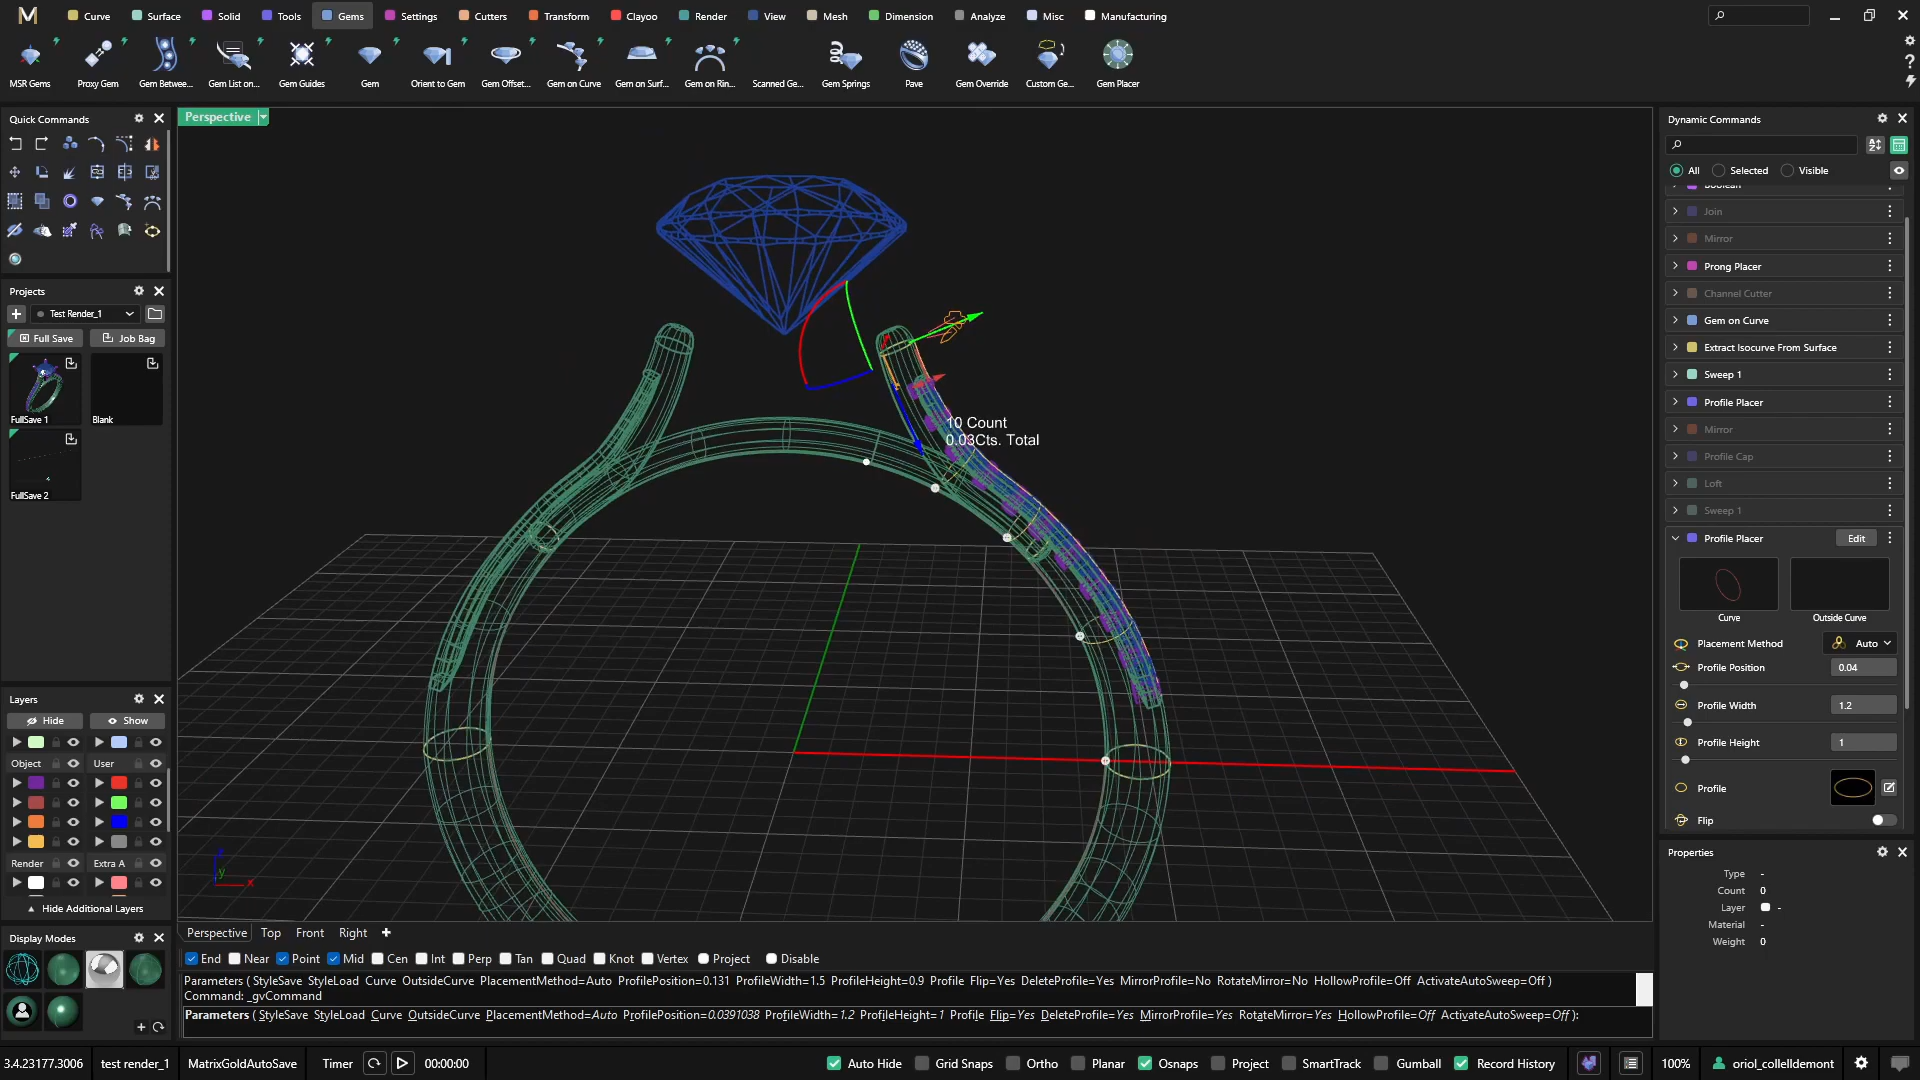 Curve Surface Solid Tools Gems Settings Cutters Transform Clayoo Render View Mesh Dimension Analyze Misc Manufacturing
MSR Gems Proxy Gem Gem Betwee... Gem List on... Gem Guides Gem Orient to Gem Gem Offset... Gem on Curve Gem on Surf... Gem on Rin... Scanned Ge... Gem Springs Pave Gem Override Custom Ge... Gem Placer
Quick Commands
Perspective
Projects
Test Render_1
Full Save Job Bag
FullSave 1 Blank
FullSave 2
Layers
Hide Show
Object User
Render Extra A
Hide Additional Layers
Display Modes
10 Count
0.03Cts. Total
z
y
x
Perspective Top Front Right
End Near Point Mid Cen Int Perp Tan Quad Knot Vertex Project Disable
Parameters ( StyleSave StyleLoad Curve OutsideCurve PlacementMethod=Auto ProfilePosition=0.131 ProfileWidth=1.5 ProfileHeight=0.9 Profile Flip=Yes DeleteProfile=Yes MirrorProfile=No RotateMirror=No HollowProfile=Off ActivateAutoSweep=Off )
Command: _gvCommand
Parameters ( StyleSave StyleLoad Curve OutsideCurve PlacementMethod=Auto ProfilePosition=0.0391038 ProfileWidth=1.2 ProfileHeight=1 Profile Flip=Yes DeleteProfile=Yes MirrorProfile=Yes RotateMirror=Yes HollowProfile=Off ActivateAutoSweep=Off ):
Dynamic Commands
All Selected Visible
Boolean
Join
Mirror
Prong Placer
Channel Cutter
Gem on Curve
Extract Isocurve From Surface
Sweep 1
Profile Placer
Mirror
Profile Cap
Loft
Sweep 1
Profile Placer Edit
Curve Outside Curve
Placement Method Auto
Profile Position 0.04
Profile Width 1.2
Profile Height 1
Profile
Flip
Properties
Type -
Count 0
Layer -
Material -
Weight 0
3.4.23177.3006 test render_1 MatrixGoldAutoSave Timer 00:00:00 Auto Hide Grid Snaps Ortho Planar Osnaps Project SmartTrack Gumball Record History 100% oriol_collelldemont